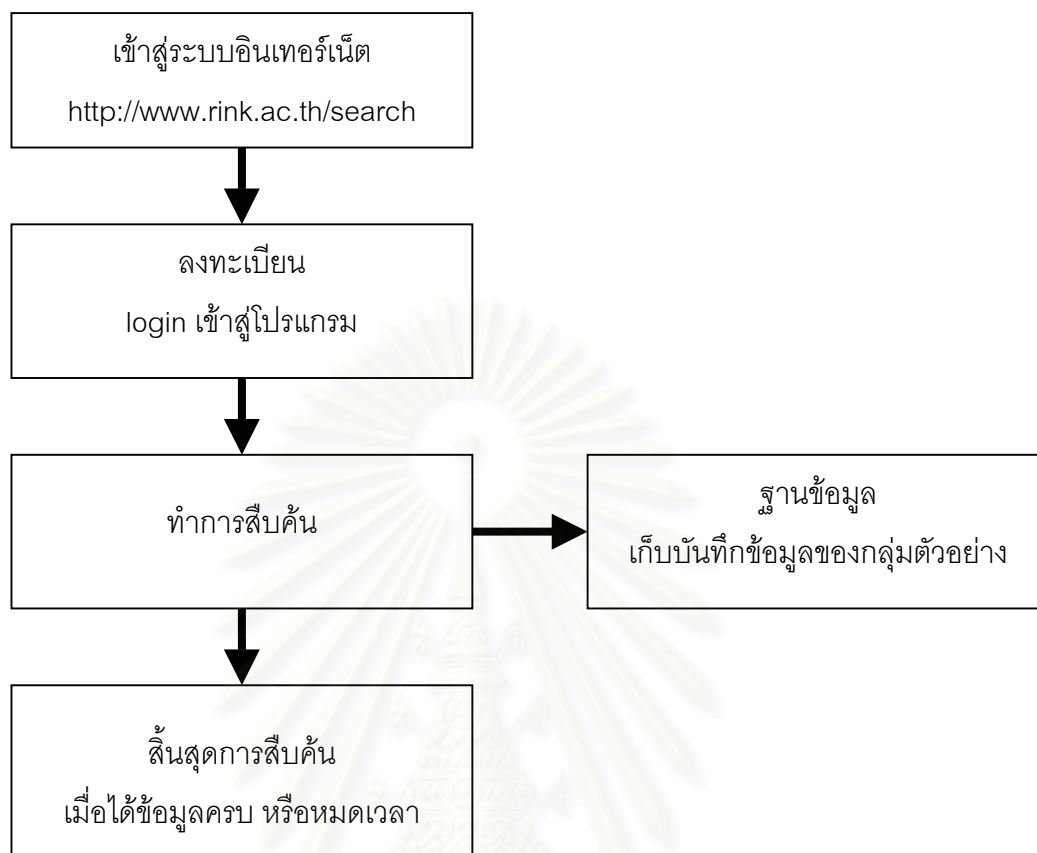 เข้าสู่ระบบอินเทอร์เน็ต
http://www.rink.ac.th/search
ลงทะเบียน
login เข้าสู่โปรแกรม
ทำการสืบค้น
ฐานข้อมูล
เก็บบันทึกข้อมูลของกลุ่มตัวอย่าง
สิ้นสุดการสืบค้น
เมื่อได้ข้อมูลครบ หรือหมดเวลา